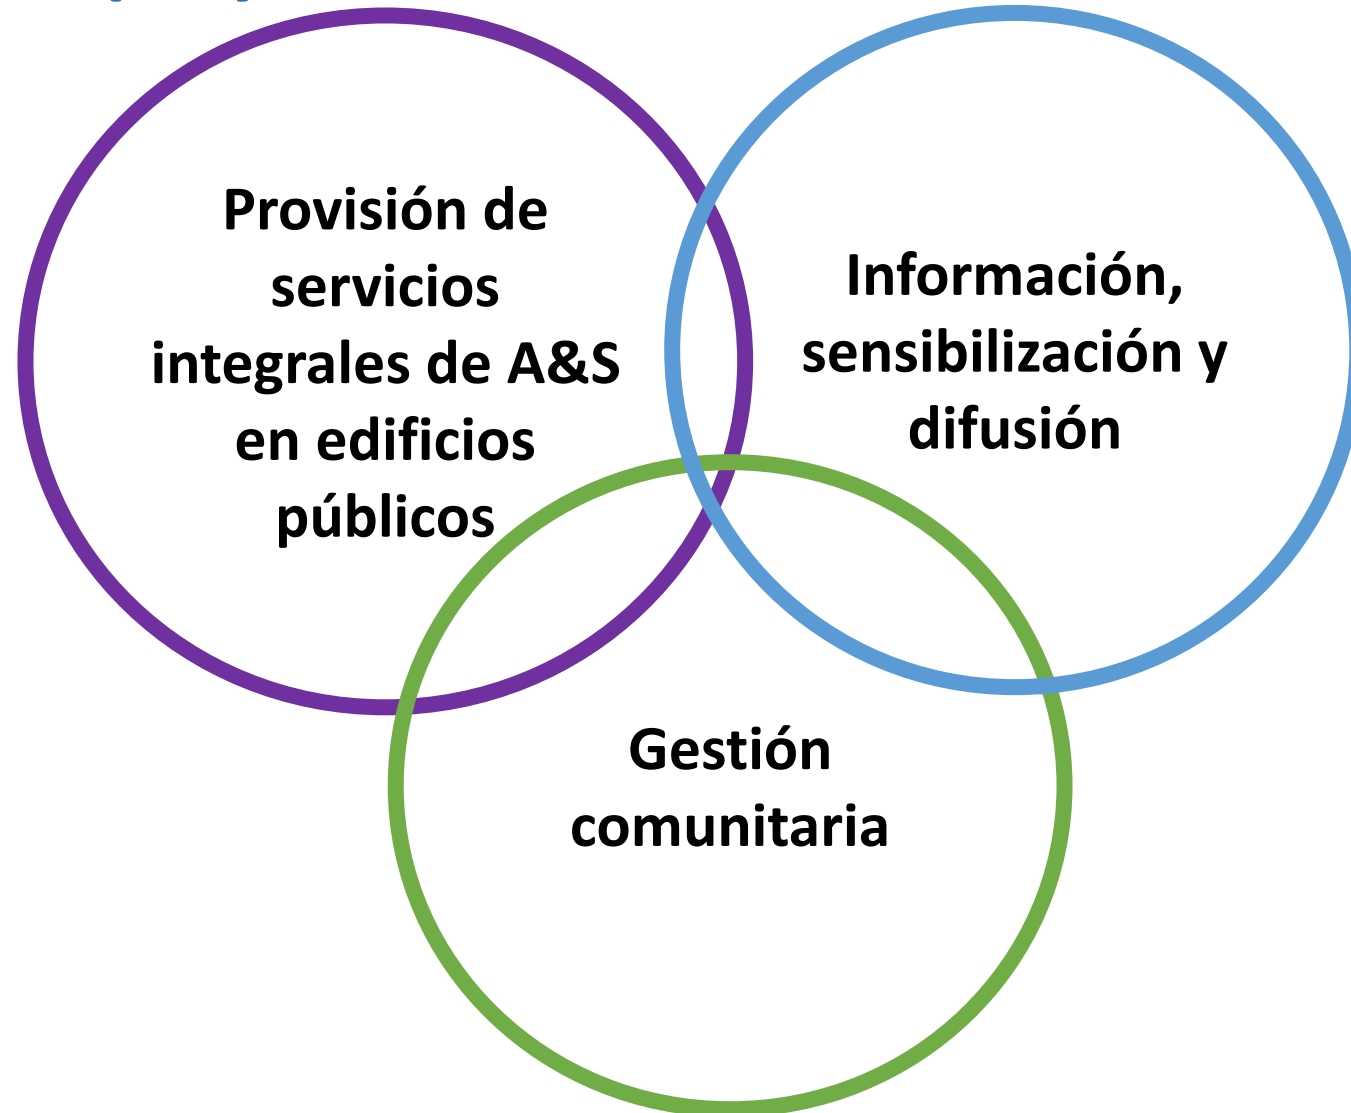 Provisión de
servicios
integrales de A&S
en edificios
públicos
Información,
sensibilización y
difusión
Gestión
comunitaria